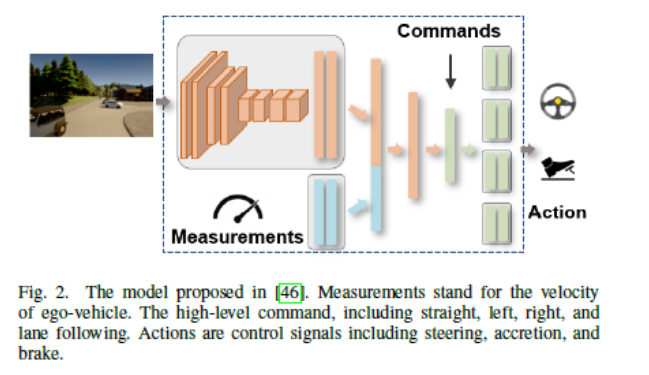 Commands
Measurements
Action
Fig. 2. The model proposed in [46]. Measurements stand for the velocity
of ego-vehicle. The high-level command, including straight, left, right, and
lane following. Actions are control signals including steering, accretion, and
brake.